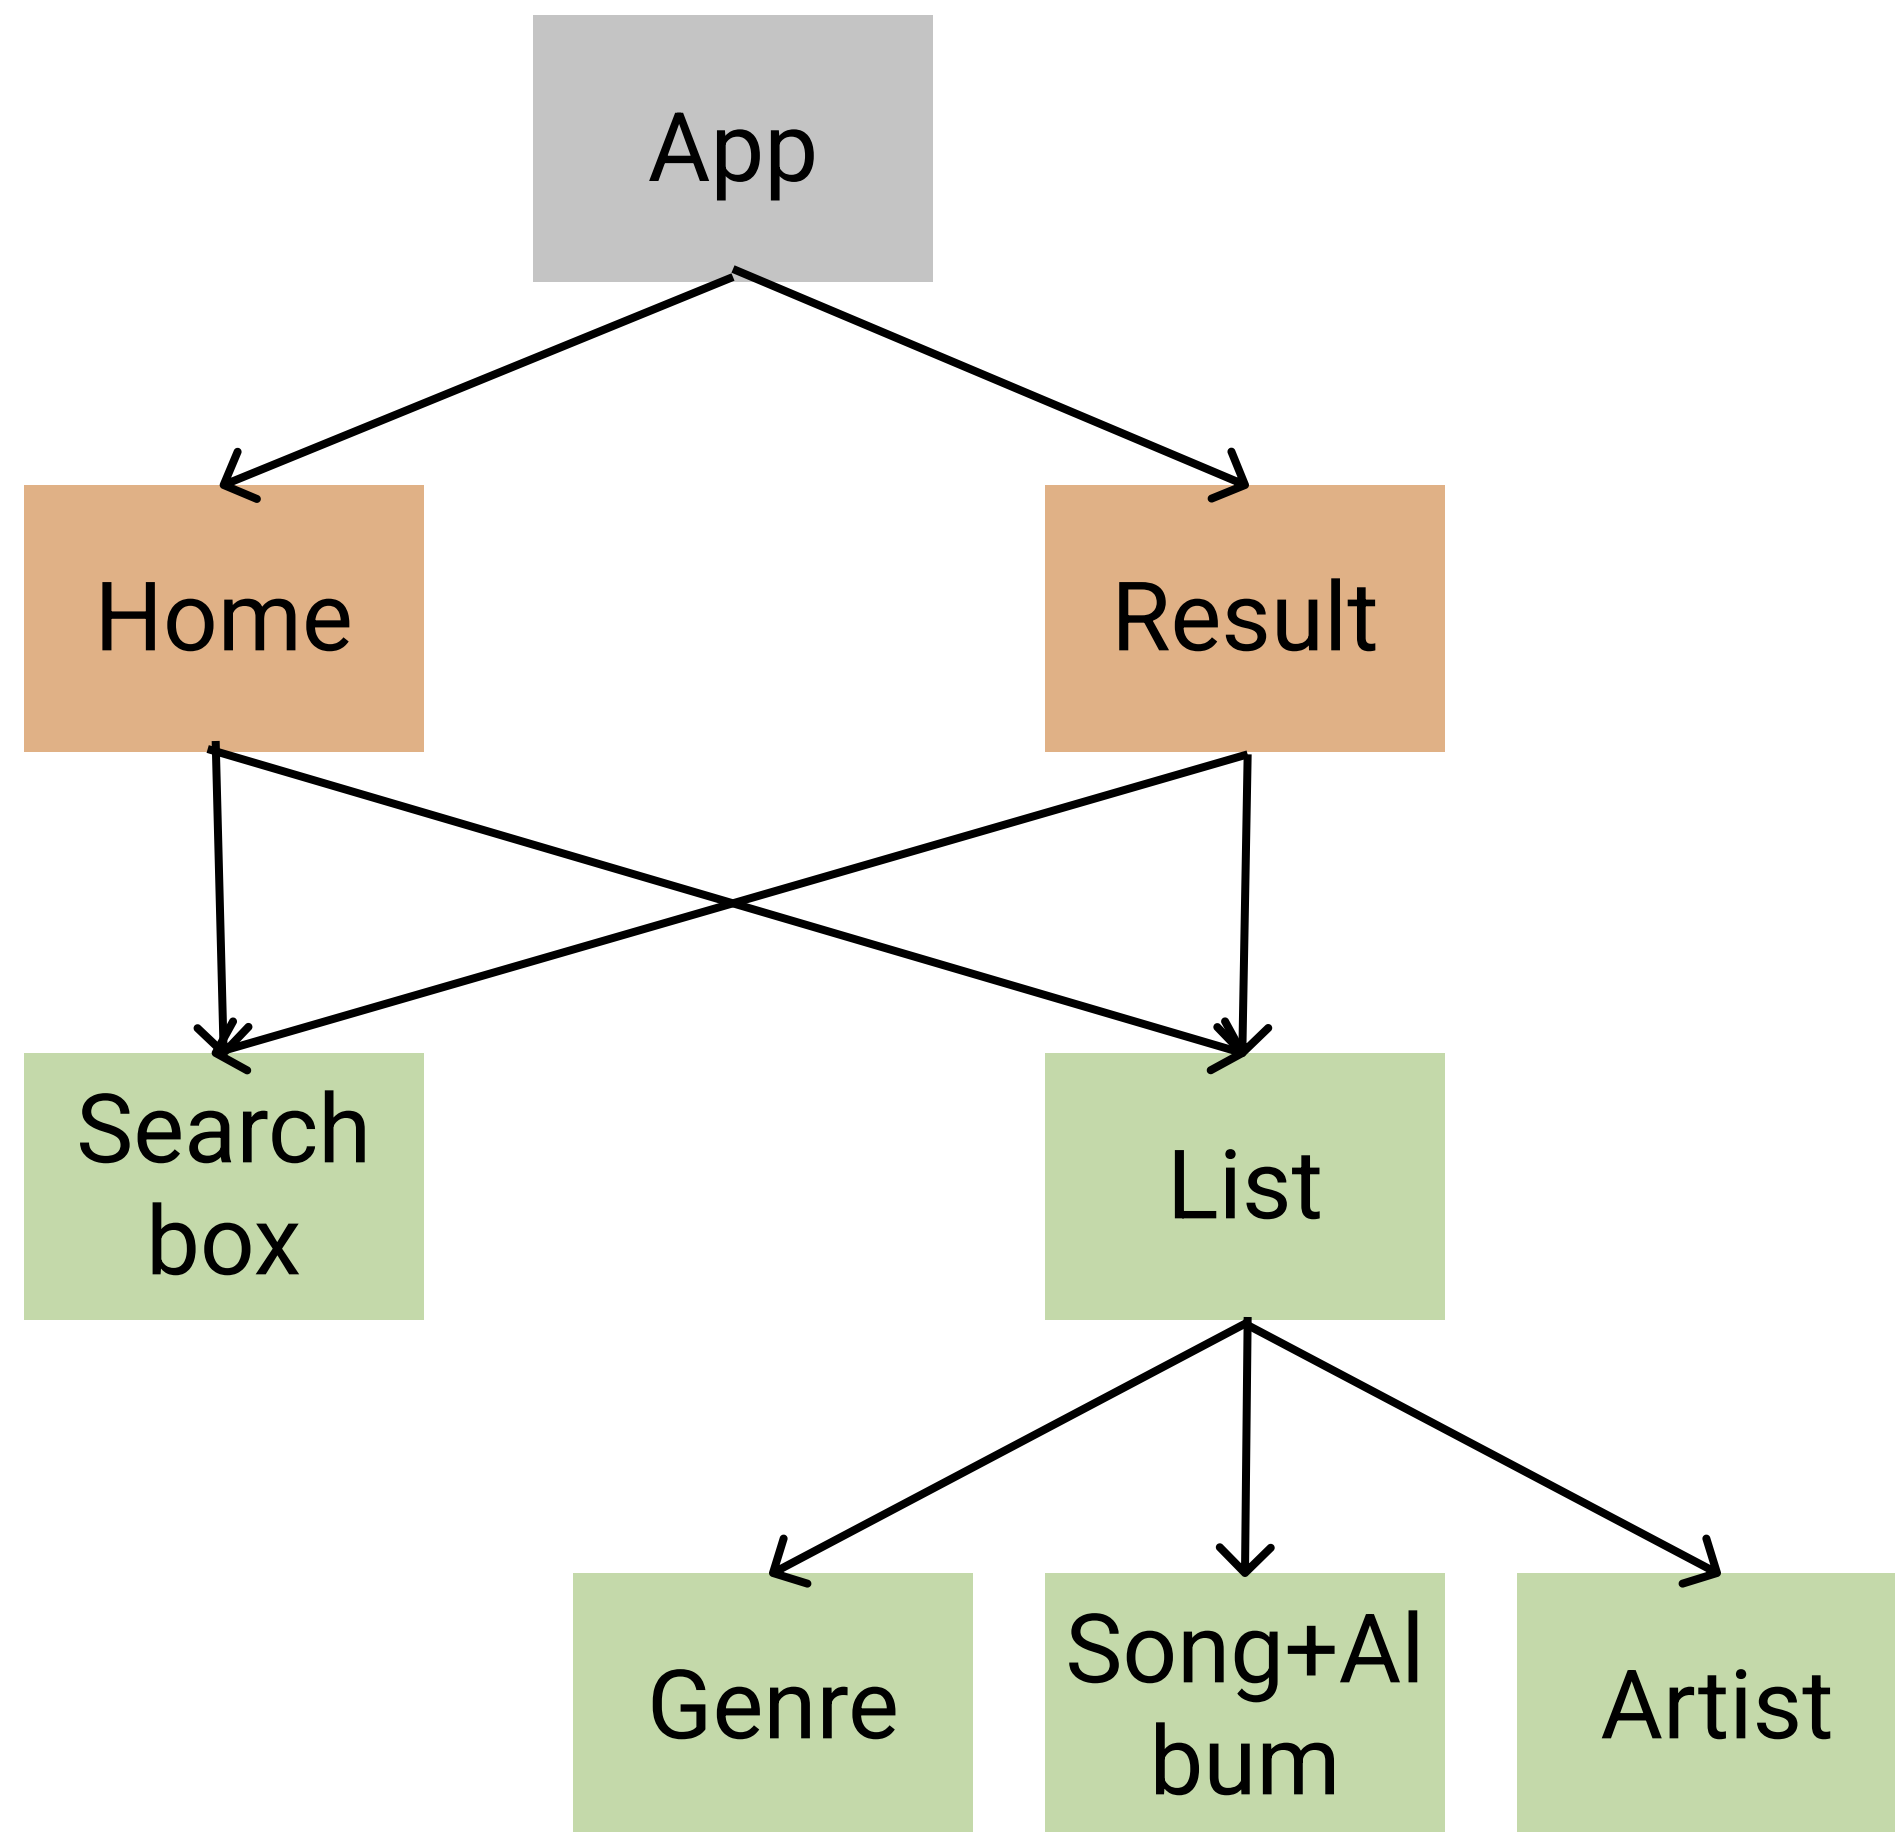 App
Home
Result
Search
box
List
Genre
Song+Al
bum
Artist